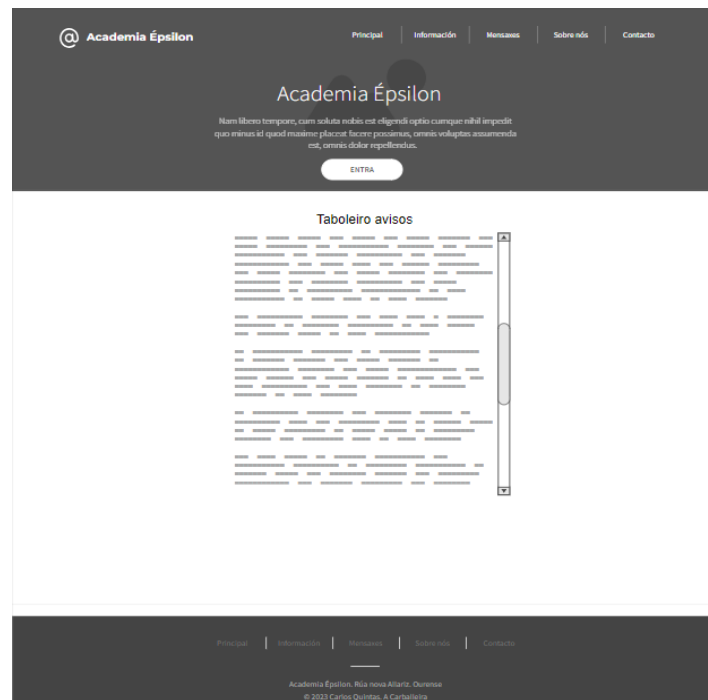 @ Academia Épsilon
Principal
Información
Mensaxes
Sobre nós
Contacto
Academia Épsilon
Nam libero tempore, cum soluta nobis est eligendi optio cumque nihil impedit
quo minus id quod maxime placeat facere possimus, omnis voluptas assumenda
est, omnis dolor repellendus.
ENTRA
Taboleiro avisos
Principal
Información
Mensaxes
Sobre nós
Contacto
Academia Épsilon. Rúa nova Allariz. Ourense
© 2023 Carlos Quintas. A Carballeira